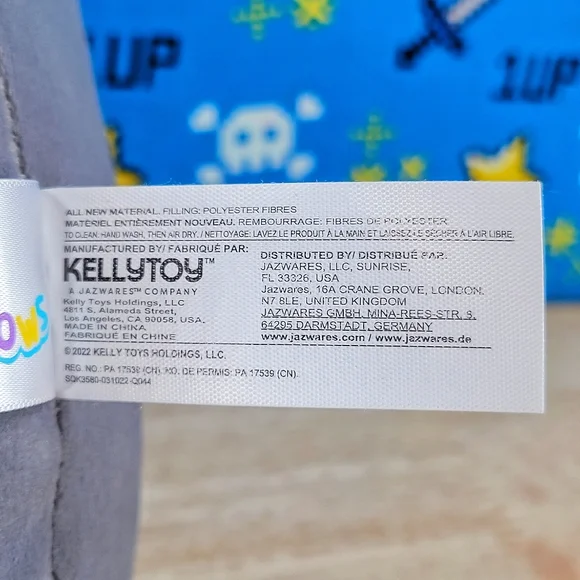 1UP
1UP
OWS
ALL NEW MATERIAL. FILLING: POLYESTER FIBRES
MATÉRIEL ENTIÈREMENT NOUVEAU. REMBOURRAGE: FIBRES DE POLYESTER
TO CLEAN: HAND WASH, THEN AIR DRY. / NETTOYAGE: LAVEZ LE PRODUIT À LA MAIN ET LAISSEZ-LE SÉCHER À L'AIR LIBRE.
MANUFACTURED BY/ FABRIQUÉ PAR:
KELLYTOY™
A JAZWARES™ COMPANY
Kelly Toys Holdings, LLC
4811 S. Alameda Street,
Los Angeles, CA 90058, USA.
MADE IN CHINA
FABRIQUÉ EN CHINE
DISTRIBUTED BY/ DISTRIBUÉ PAR:
JAZWARES, LLC, SUNRISE,
FL 33326, USA
Jazwares, 16A CRANE GROVE, LONDON.
N7 8LE, UNITED KINGDOM
JAZWARES GMBH, MINA-REES-STR. 8,
64295 DARMSTADT, GERMANY
www.jazwares.com / www.jazwares.de
© 2022 KELLY TOYS HOLDINGS, LLC.
REG. NO.: PA 17539 (CN). NO. DE PERMIS: PA 17539 (CN).
SQK3580-031022-Q044